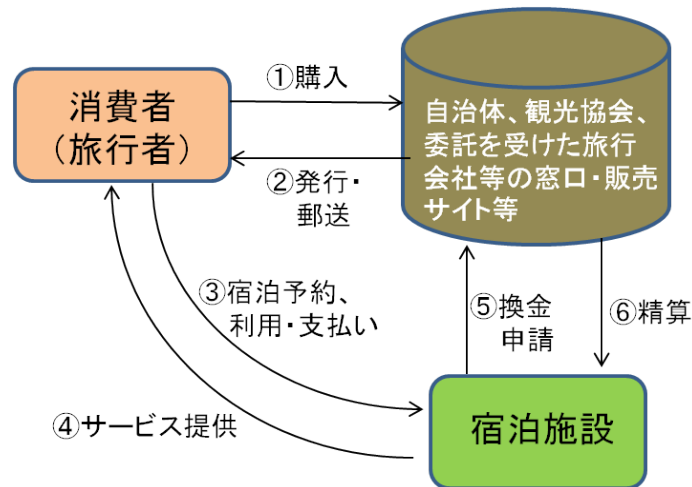 ①購入
消費者
（旅行者）
自治体、観光協会、
委託を受けた旅行
会社等の窓口・販売
サイト等
②発行・
郵送
③宿泊予約、
利用・支払い
⑤換金
申請
⑥精算
④サービス提供
宿泊施設